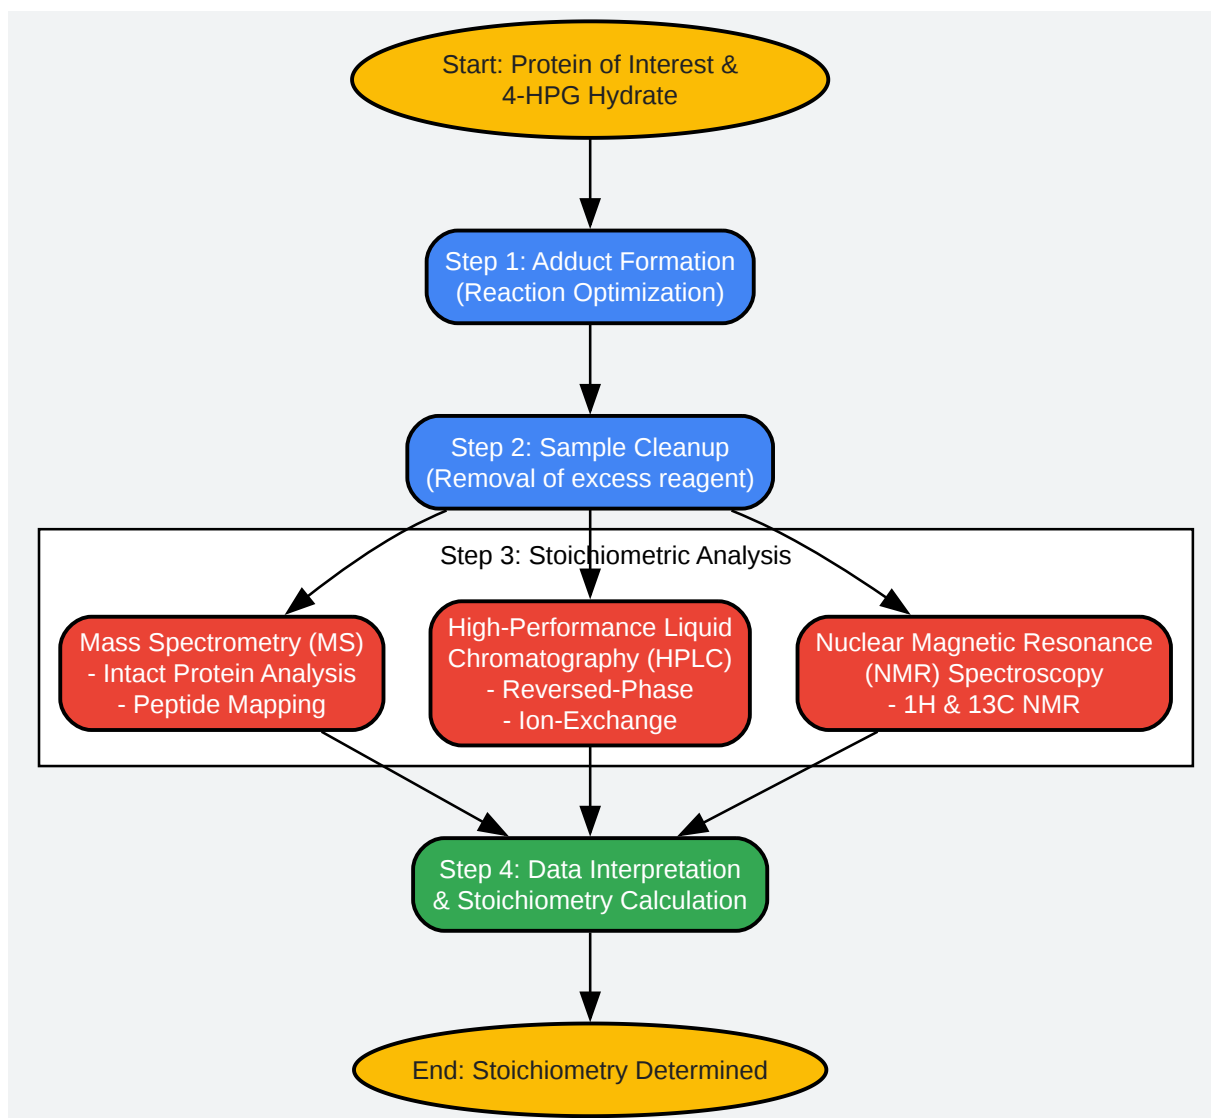 Start: Protein of Interest &
4-HPG Hydrate
Step 1: Adduct Formation
(Reaction Optimization)
Step 2: Sample Cleanup
(Removal of excess reagent)
Step 3: Stoichiometric Analysis
Mass Spectrometry (MS)
- Intact Protein Analysis
- Peptide Mapping
High-Performance Liquid
Chromatography (HPLC)
- Reversed-Phase
- Ion-Exchange
Nuclear Magnetic Resonance
(NMR) Spectroscopy
- 1H & 13C NMR
Step 4: Data Interpretation
& Stoichiometry Calculation
End: Stoichiometry Determined